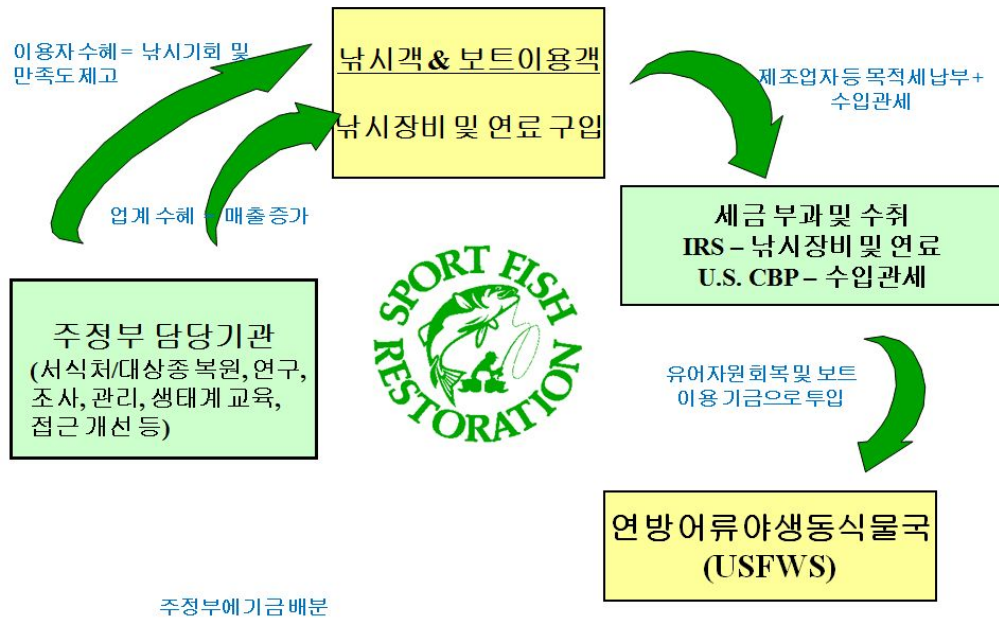 이용자 수혜 = 낚시기회 및
만족도 제고
낚시객 & 보트이용객
낚시장비 및 연료 구입
제조업자 등 목적세 납부 +
수입관세
업계 수혜 = 매출 증가
세금 부과 및 수취
IRS – 낚시장비 및 연료
U.S. CBP – 수입관세
SPORT FISH
RESTORATION
주정부 담당기관
(서식처/대상종 복원, 연구,
조사, 관리, 생태계 교육,
접근 개선 등)
유어자원 회복 및 보트
이용 기금으로 투입
연방어류야생동식물국
(USFWS)
주정부에 기금 배분